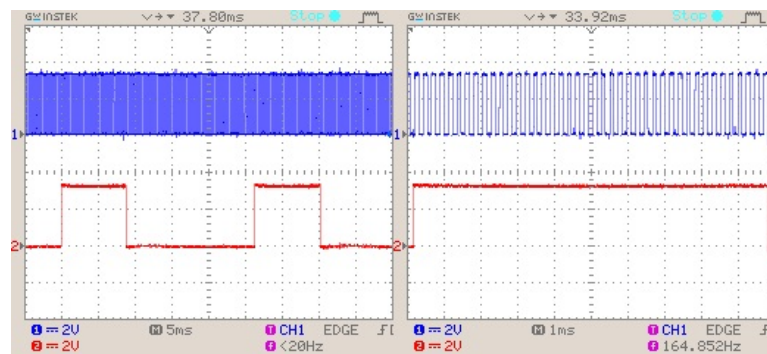 GWINSTEK 37.80ms Stop
1
2
1 2V M 5ms T CH1 EDGE
2 2V f <20Hz
GWINSTEK 33.92ms Stop
1
2
1 2V M 1ms T CH1 EDGE
2 2V f 164.852Hz